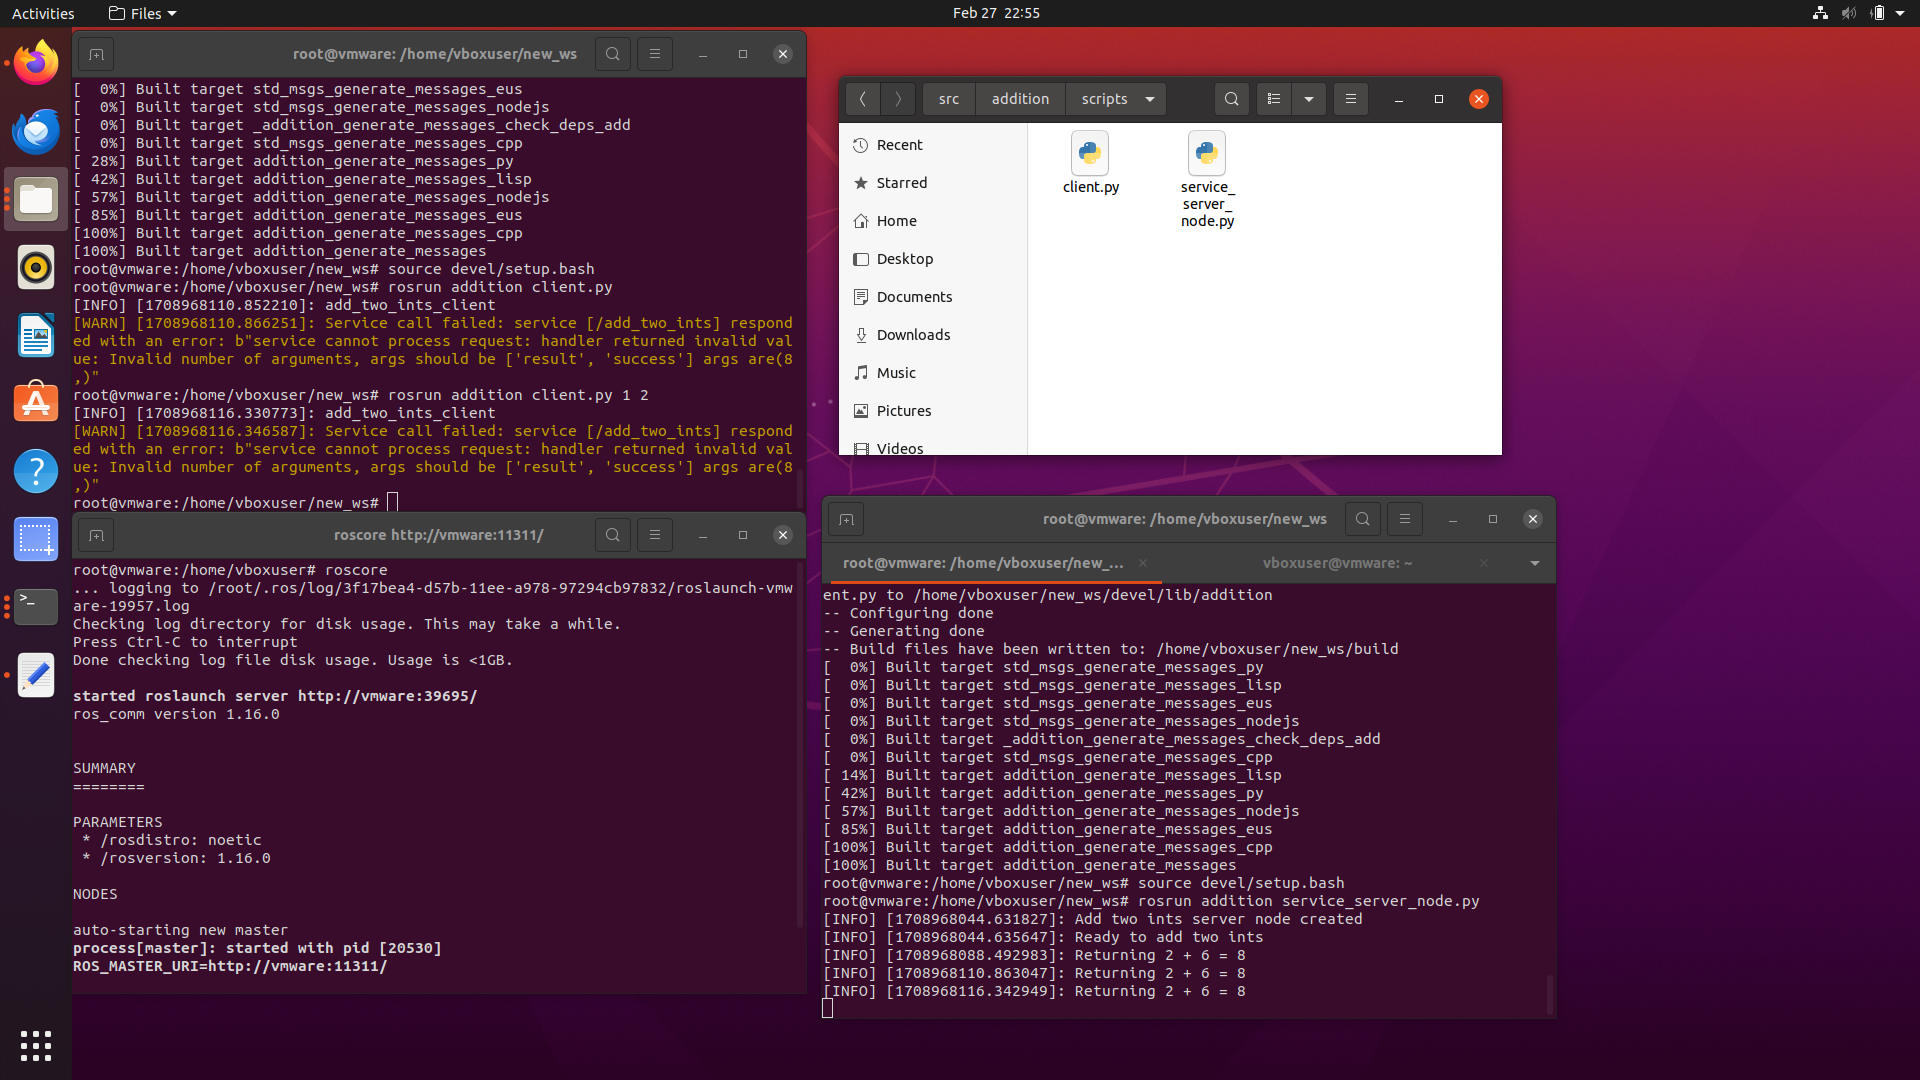 Activities
Files
Feb 27 22:55
root@vmware: /home/vboxuser/new_ws
[  0%] Built target std_msgs_generate_messages_eus
[  0%] Built target std_msgs_generate_messages_nodejs
[  0%] Built target _addition_generate_messages_check_deps_add
[  0%] Built target std_msgs_generate_messages_cpp
[ 28%] Built target addition_generate_messages_py
[ 42%] Built target addition_generate_messages_lisp
[ 57%] Built target addition_generate_messages_nodejs
[ 85%] Built target addition_generate_messages_eus
[100%] Built target addition_generate_messages_cpp
[100%] Built target addition_generate_messages
root@vmware:/home/vboxuser/new_ws# source devel/setup.bash
root@vmware:/home/vboxuser/new_ws# rosrun addition client.py
[INFO] [1708968110.852210]: add_two_ints_client
[WARN] [1708968110.866251]: Service call failed: service [/add_two_ints] respond
ed with an error: b"service cannot process request: handler returned invalid val
ue: Invalid number of arguments, args should be ['result', 'success'] args are(8
,)"
root@vmware:/home/vboxuser/new_ws# rosrun addition client.py 1 2
[INFO] [1708968116.330773]: add_two_ints_client
[WARN] [1708968116.346587]: Service call failed: service [/add_two_ints] respond
ed with an error: b"service cannot process request: handler returned invalid val
ue: Invalid number of arguments, args should be ['result', 'success'] args are(8
,)"
root@vmware:/home/vboxuser/new_ws#
roscore http://vmware:11311/
root@vmware:/home/vboxuser# roscore
... logging to /root/.ros/log/3f17bea4-d57b-11ee-a978-97294cb97832/roslaunch-vmw
are-19957.log
Checking log directory for disk usage. This may take a while.
Press Ctrl-C to interrupt
Done checking log file disk usage. Usage is <1GB.
started roslaunch server http://vmware:39695/
ros_comm version 1.16.0
SUMMARY
========
PARAMETERS
 * /rosdistro: noetic
 * /rosversion: 1.16.0
NODES
auto-starting new master
process[master]: started with pid [20530]
ROS_MASTER_URI=http://vmware:11311/
src
addition
scripts
Recent
Starred
Home
Desktop
Documents
Downloads
Music
Pictures
Videos
client.py
service_
server_
node.py
root@vmware: /home/vboxuser/new_ws
root@vmware: /home/vboxuser/new_...
vboxuser@vmware: ~
ent.py to /home/vboxuser/new_ws/devel/lib/addition
-- Configuring done
-- Generating done
-- Build files have been written to: /home/vboxuser/new_ws/build
[  0%] Built target std_msgs_generate_messages_py
[  0%] Built target std_msgs_generate_messages_lisp
[  0%] Built target std_msgs_generate_messages_eus
[  0%] Built target std_msgs_generate_messages_nodejs
[  0%] Built target _addition_generate_messages_check_deps_add
[  0%] Built target std_msgs_generate_messages_cpp
[ 14%] Built target addition_generate_messages_lisp
[ 42%] Built target addition_generate_messages_py
[ 57%] Built target addition_generate_messages_nodejs
[ 85%] Built target addition_generate_messages_eus
[100%] Built target addition_generate_messages_cpp
[100%] Built target addition_generate_messages
root@vmware:/home/vboxuser/new_ws# source devel/setup.bash
root@vmware:/home/vboxuser/new_ws# rosrun addition service_server_node.py
[INFO] [1708968044.631827]: Add two ints server node created
[INFO] [1708968044.635647]: Ready to add two ints
[INFO] [1708968088.492983]: Returning 2 + 6 = 8
[INFO] [1708968110.863047]: Returning 2 + 6 = 8
[INFO] [1708968116.342949]: Returning 2 + 6 = 8